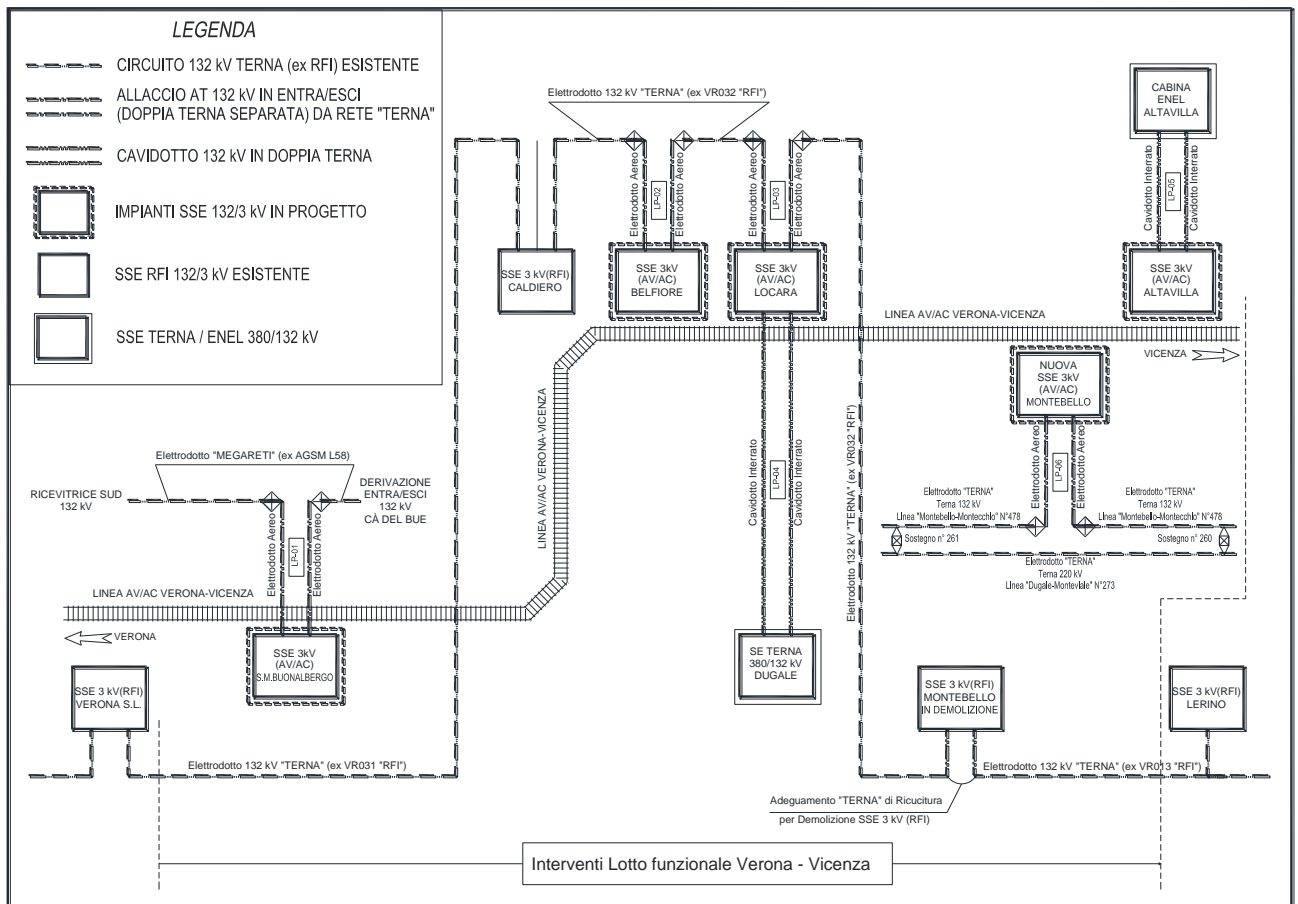 LEGENDA
CIRCUITO 132 kV TERNA (ex RFI) ESISTENTE
ALLACCIO AT 132 kV IN ENTRA/ESCI
(DOPPIA TERNA SEPARATA) DA RETE "TERNA"
CAVIDOTTO 132 kV IN DOPPIA TERNA
IMPIANTI SSE 132/3 kV IN PROGETTO
SSE RFI 132/3 kV ESISTENTE
SSE TERNA / ENEL 380/132 kV
Elettrodotto 132 kV "TERNA" (ex VR032 "RFI")
CABINA
ENEL
ALTAVILLA
Elettrodotto Aereo
LP-02
Elettrodotto Aereo
Elettrodotto Aereo
LP-03
Elettrodotto Aereo
Cavidotto Interrato
LP-05
Cavidotto Interrato
SSE 3 kV(RFI)
CALDIERO
SSE 3kV
(AV/AC)
BELFIORE
SSE 3kV
(AV/AC)
LOCARA
SSE 3kV
(AV/AC)
ALTAVILLA
LINEA AV/AC VERONA-VICENZA
VICENZA
NUOVA
SSE 3kV
(AV/AC)
MONTEBELLO
LINEA AV/AC VERONA-VICENZA
Elettrodotto "MEGARETI" (ex AGSM L58)
RICEVITRICE SUD
132 kV
DERIVAZIONE
ENTRA/ESCI
132 kV
CÀ DEL BUE
Elettrodotto Aereo
LP-01
Elettrodotto Aereo
Cavidotto Interrato
LP-04
Cavidotto Interrato
Elettrodotto 132 kV "TERNA" (ex VR032 "RFI")
Elettrodotto Aereo
LP-06
Elettrodotto Aereo
Elettrodotto "TERNA"
Terna 132 kV
Linea "Montebello-Montecchio" N°478
Elettrodotto "TERNA"
Terna 132 kV
Linea "Montebello-Montecchio" N°478
Sostegno n° 261
Sostegno n° 260
Elettrodotto "TERNA"
Terna 220 kV
Linea "Dugale-Monteviale" N°273
LINEA AV/AC VERONA-VICENZA
VERONA
SSE 3kV
(AV/AC)
S.M.BUONALBERGO
SSE 3 kV(RFI)
VERONA S.L.
SE TERNA
380/132 kV
DUGALE
SSE 3 kV(RFI)
MONTEBELLO
IN DEMOLIZIONE
SSE 3 kV(RFI)
LERINO
Elettrodotto 132 kV "TERNA" (ex VR031 "RFI")
Elettrodotto 132 kV "TERNA" (ex VR013 "RFI")
Adeguamento "TERNA" di Ricucitura
per Demolizione SSE 3 kV (RFI)
Interventi Lotto funzionale Verona - Vicenza